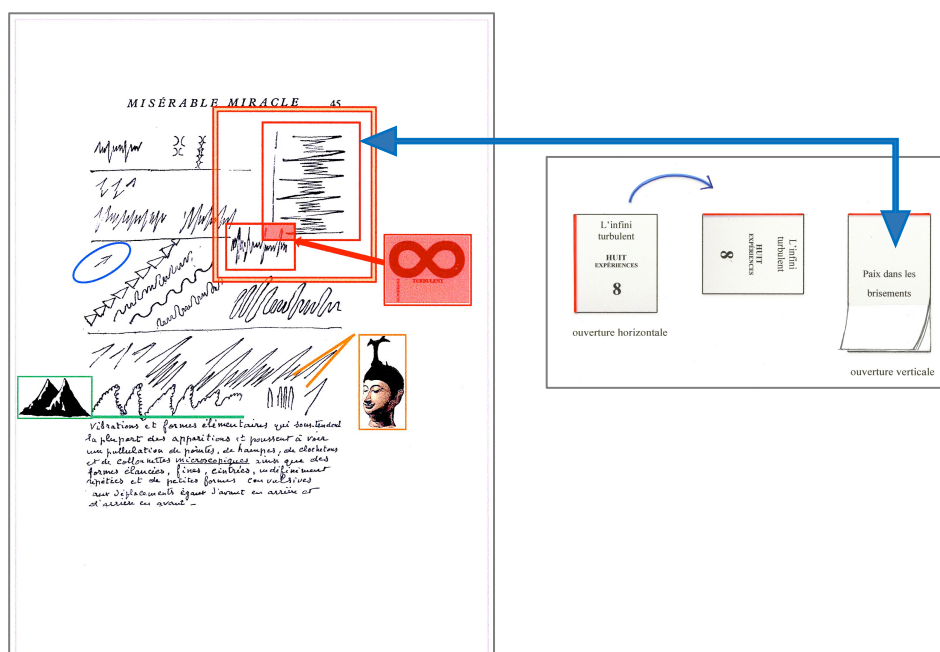 MISÉRABLE MIRACLE 45
TURBULENT
vibrations et formes élémentaires qui sous-tendent
la plupart des apparitions et poussent à voir
une pullulation de pointes, de hampes, de clochetons
et de collonnettes microscopiques ainsi que des
formes élancées, fines, cintrées, indéfiniment
répétées et de petites formes convulsives
aux déplacements égaux d'avant en arrière et
d'arrière en avant –
L'infini
turbulent
HUIT
EXPÉRIENCES
8
ouverture horizontale
L'infini
turbulent
HUIT
EXPÉRIENCES
8
Paix dans les
brisements
ouverture verticale